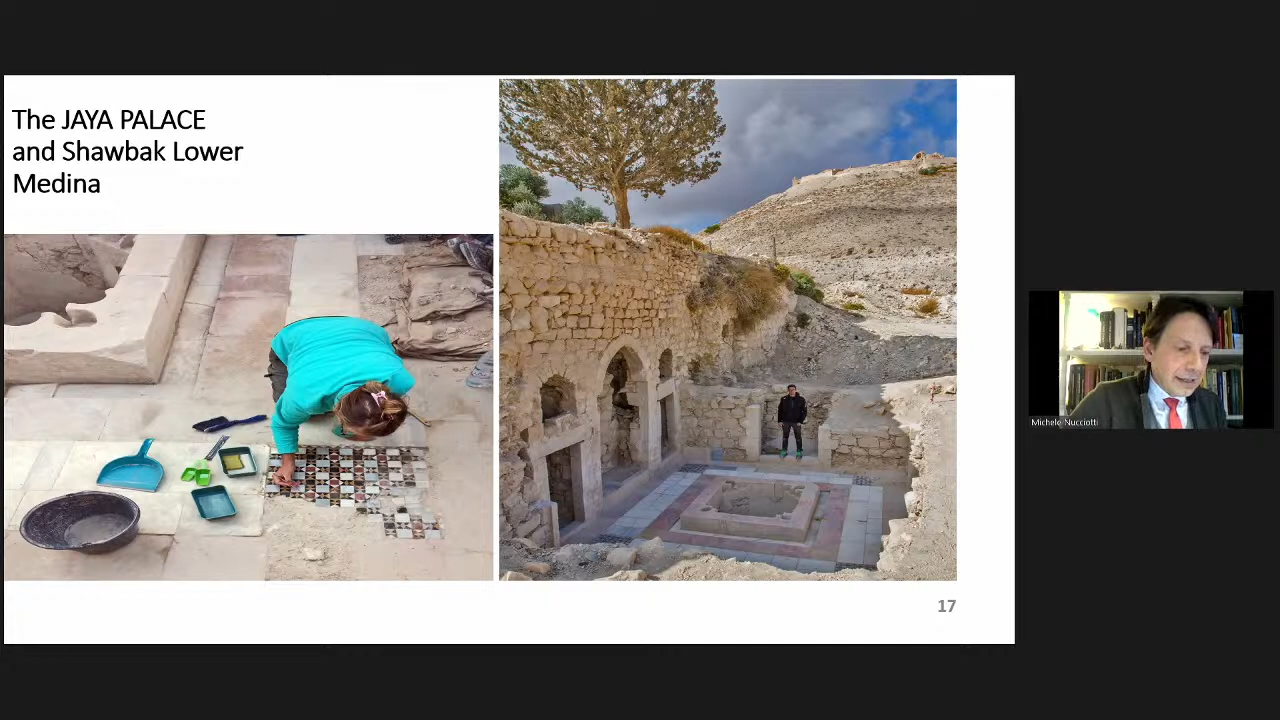 The JAYA PALACE
and Shawbak Lower
Medina
17
Michele Nucciotti